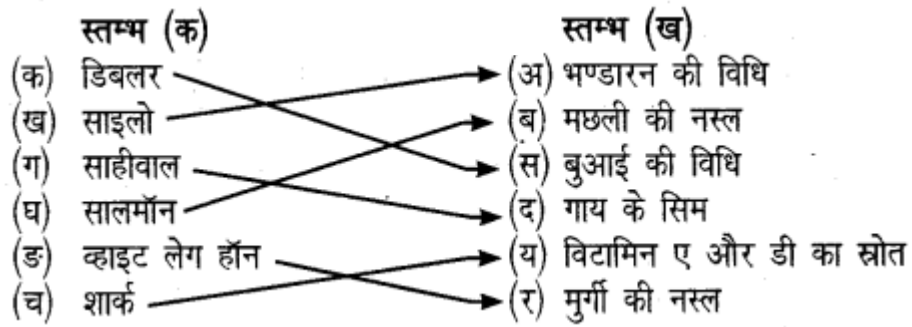 स्तम्भ (क) स्तम्भ (ख)
(क) डिबलर (अ) भण्डारन की विधि
(ख) साइलो (ब) मछली की नस्ल
(ग) साहीवाल (स) बुआई की विधि
(घ) सालमॉन (द) गाय के सिम
(ङ) व्हाइट लेग हॉन (य) विटामिन ए और डी का स्रोत
(च) शार्क (र) मुर्गी की नस्ल